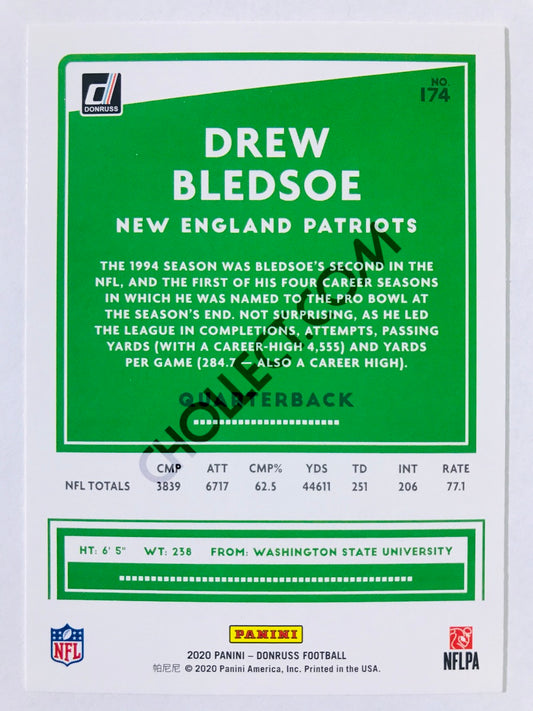 DONRUSS
NO.
174
DREW
BLEDSOE
NEW ENGLAND PATRIOTS
THE 1994 SEASON WAS BLEDSOE'S SECOND IN THE
NFL, AND THE FIRST OF HIS FOUR CAREER SEASONS
IN WHICH HE WAS NAMED TO THE PRO BOWL AT
THE SEASON'S END. NOT SURPRISING, AS HE LED
THE LEAGUE IN COMPLETIONS, ATTEMPTS, PASSING
YARDS (WITH A CAREER-HIGH 4,555) AND YARDS
PER GAME (284.7 — ALSO A CAREER HIGH).
QUARTERBACK
CHOLLECT.COM
CMP ATT CMP% YDS TD INT RATE
NFL TOTALS 3839 6717 62.5 44611 251 206 77.1
HT: 6' 5" WT: 238 FROM: WASHINGTON STATE UNIVERSITY
PANINI
NFL
NFLPA
2020 PANINI – DONRUSS FOOTBALL
帕尼尼 © 2020 Panini America, Inc. Printed in the USA.